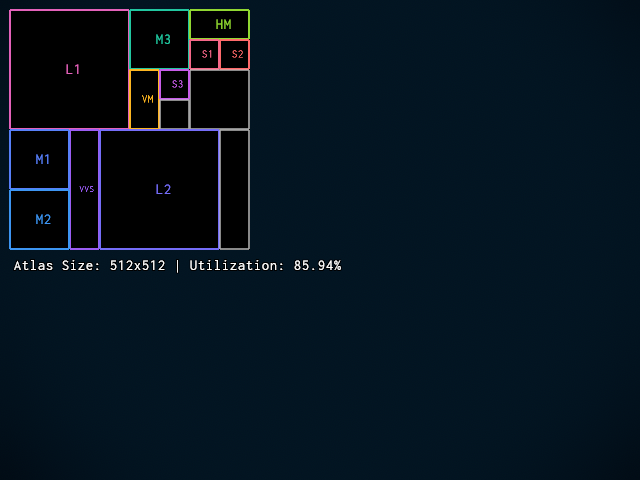 HM
M3
S1 S2
L1
S3
VM
M1
VVS L2
M2
Atlas Size: 512x512 | Utilization: 85.94%